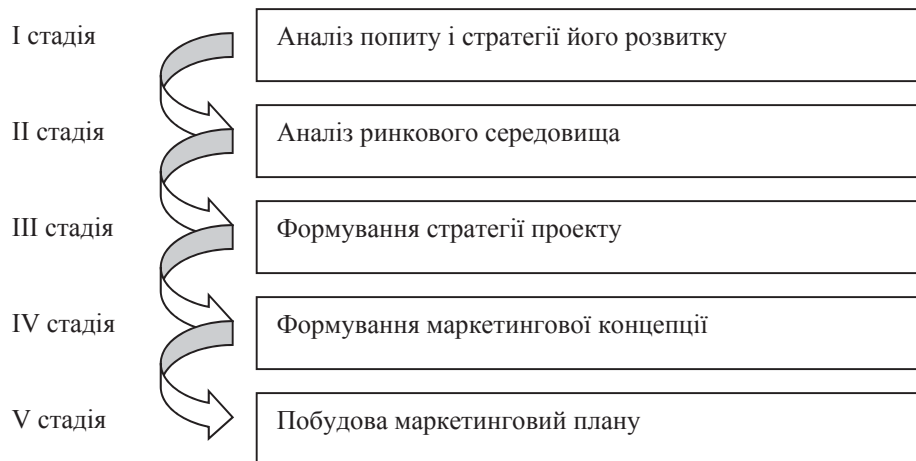 I стадія Аналіз попиту і стратегії його розвитку
II стадія Аналіз ринкового середовища
III стадія Формування стратегії проекту
IV стадія Формування маркетингової концепції
V стадія Побудова маркетинговий плану